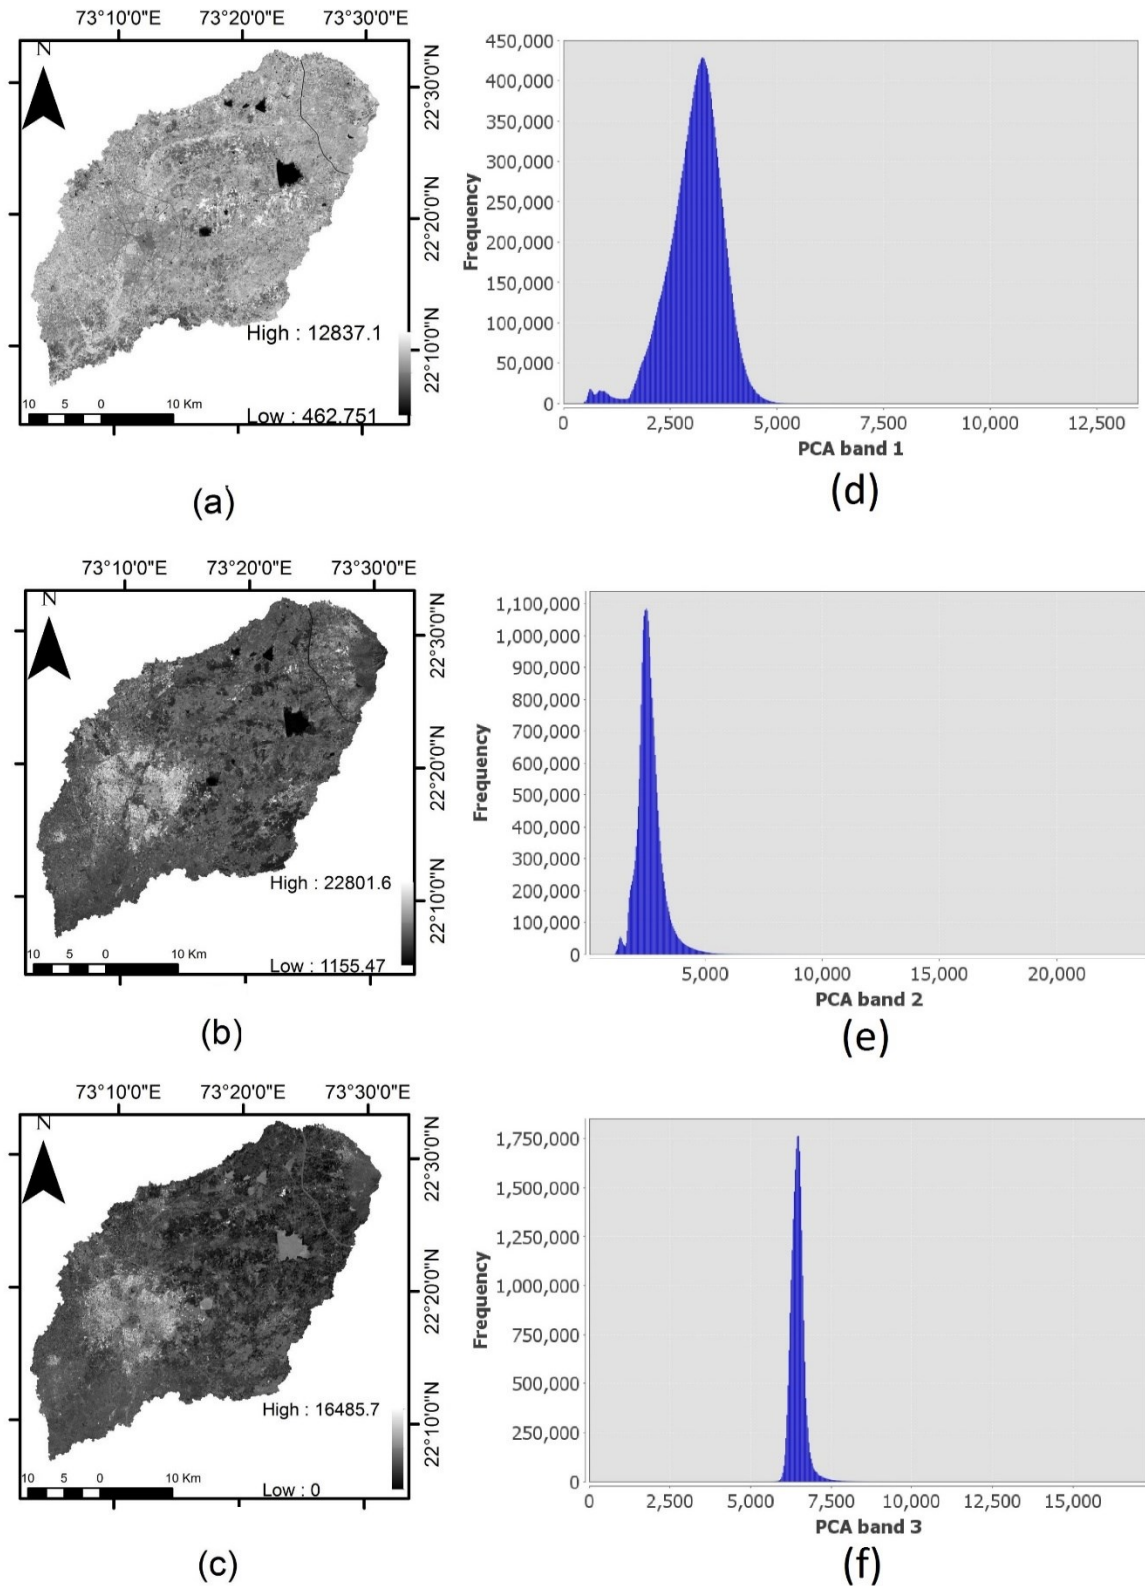 73°10'0"E 73°20'0"E 73°30'0"E
N
22°30'0"N
22°20'0"N
22°10'0"N
High : 12837.1
Low : 462.751
10 5 0 10 Km
(a)
450,000
400,000
350,000
300,000
250,000
200,000
150,000
100,000
50,000
0
Frequency
0 2,500 5,000 7,500 10,000 12,500
PCA band 1
(d)
73°10'0"E 73°20'0"E 73°30'0"E
N
22°30'0"N
22°20'0"N
22°10'0"N
High : 22801.6
Low : 1155.47
10 5 0 10 Km
(b)
1,100,000
1,000,000
900,000
800,000
700,000
600,000
500,000
400,000
300,000
200,000
100,000
0
Frequency
5,000 10,000 15,000 20,000
PCA band 2
(e)
73°10'0"E 73°20'0"E 73°30'0"E
N
22°30'0"N
22°20'0"N
22°10'0"N
High : 16485.7
Low : 0
10 5 0 10 Km
(c)
1,750,000
1,500,000
1,250,000
1,000,000
750,000
500,000
250,000
0
Frequency
0 2,500 5,000 7,500 10,000 12,500 15,000
PCA band 3
(f)